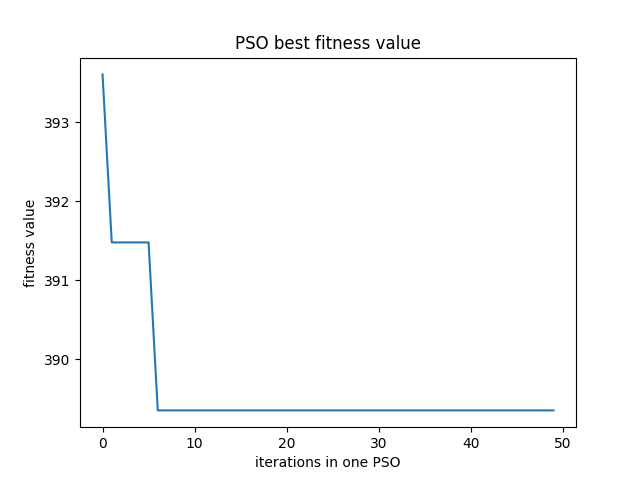 PSO best fitness value
393
392
391
390
fitness value
0 10 20 30 40 50
iterations in one PSO